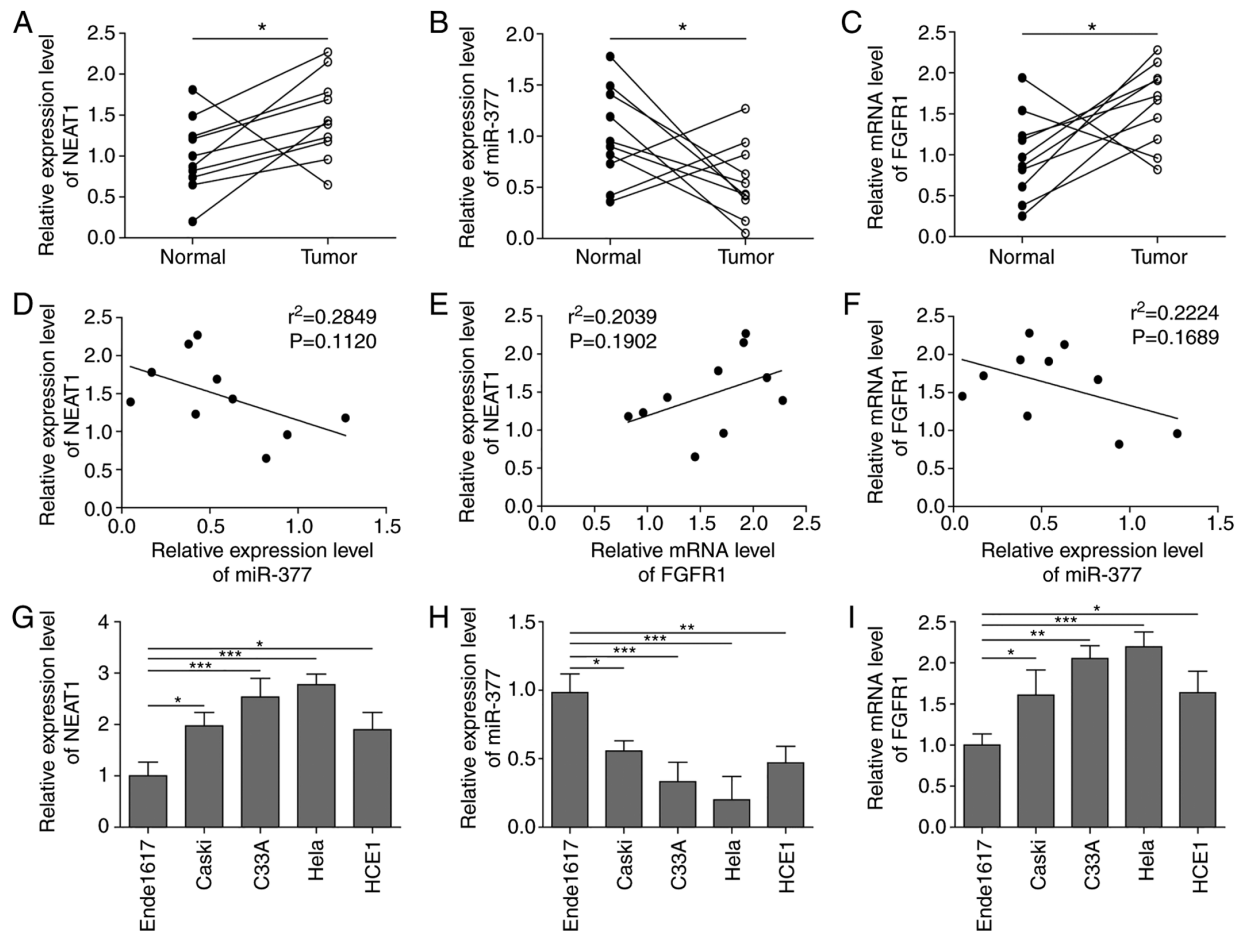 A
Relative expression level
of NEAT1
2.5
2.0
1.5
1.0
0.5
0.0
*
Normal
Tumor
B
Relative expression level
of miR-377
2.0
1.5
1.0
0.5
0.0
*
Normal
Tumor
C
Relative mRNA level
of FGFR1
2.5
2.0
1.5
1.0
0.5
0.0
*
Normal
Tumor
D
Relative expression level
of NEAT1
2.5
2.0
1.5
1.0
0.5
0.0
r²=0.2849
P=0.1120
0.0 0.5 1.0 1.5
Relative expression level
of miR-377
E
Relative expression level
of NEAT1
2.5
2.0
1.5
1.0
0.5
0.0
r²=0.2039
P=0.1902
0.0 0.5 1.0 1.5 2.0 2.5
Relative mRNA level
of FGFR1
F
Relative mRNA level
of FGFR1
2.5
2.0
1.5
1.0
0.5
0.0
r²=0.2224
P=0.1689
0.0 0.5 1.0 1.5
Relative expression level
of miR-377
G
Relative expression level
of NEAT1
4
3
2
1
0
*
***
***
*
Ende1617
Caski
C33A
Hela
HCE1
H
Relative expression level
of miR-377
1.5
1.0
0.5
0.0
**
***
***
*
Ende1617
Caski
C33A
Hela
HCE1
I
Relative mRNA level
of FGFR1
2.5
2.0
1.5
1.0
0.5
0.0
*
***
**
*
Ende1617
Caski
C33A
Hela
HCE1